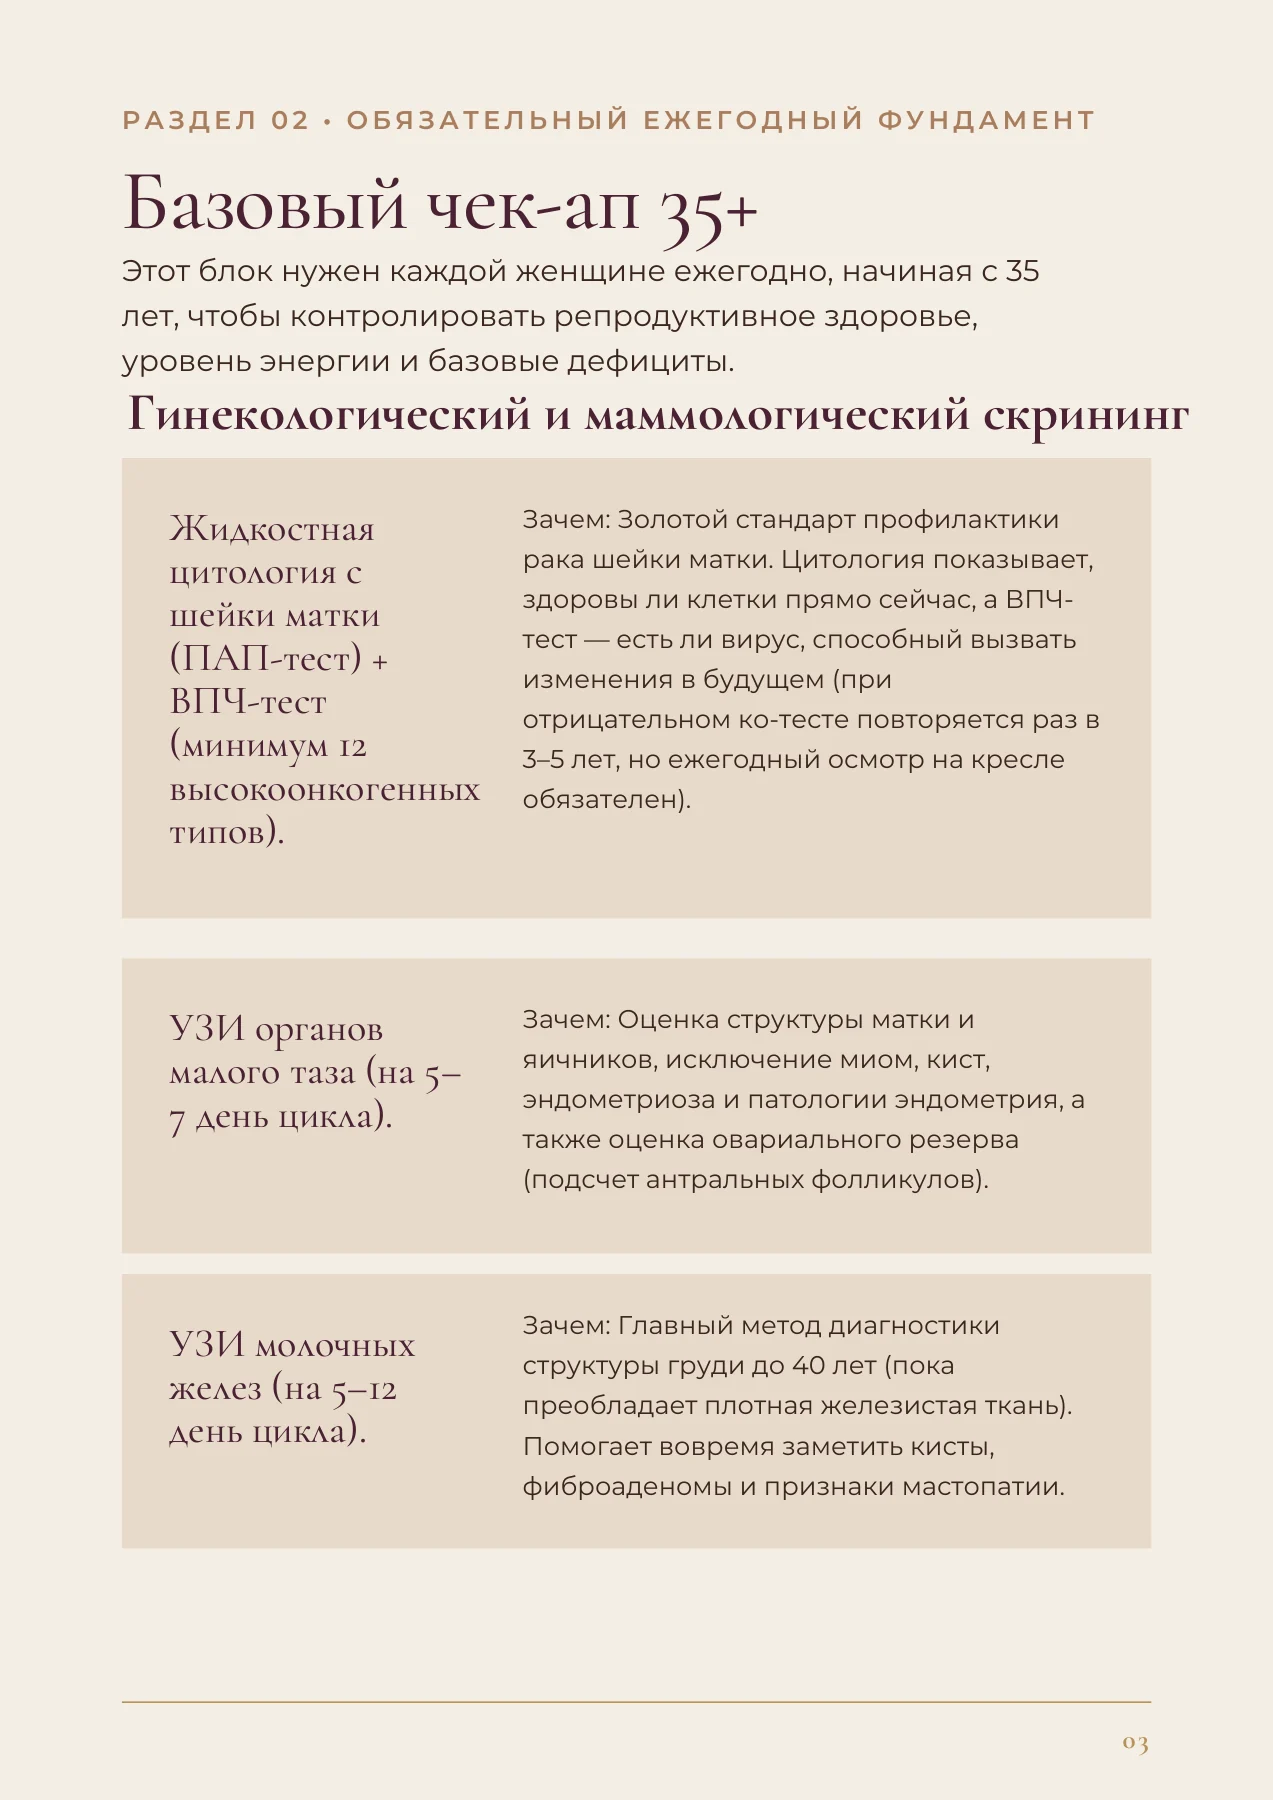 РАЗДЕЛ 02 • ОБЯЗАТЕЛЬНЫЙ ЕЖЕГОДНЫЙ ФУНДАМЕНТ
Базовый чек-ап 35+
Этот блок нужен каждой женщине ежегодно, начиная с 35
лет, чтобы контролировать репродуктивное здоровье,
уровень энергии и базовые дефициты.
Гинекологический и маммологический скрининг
Жидкостная
цитология с
шейки матки
(ПАП-тест) +
ВПЧ-тест
(минимум 12
высокоонкогенных
типов).
Зачем: Золотой стандарт профилактики
рака шейки матки. Цитология показывает,
здоровы ли клетки прямо сейчас, а ВПЧ-
тест — есть ли вирус, способный вызвать
изменения в будущем (при
отрицательном ко-тесте повторяется раз в
3–5 лет, но ежегодный осмотр на кресле
обязателен).
УЗИ органов
малого таза (на 5–
7 день цикла).
Зачем: Оценка структуры матки и
яичников, исключение миом, кист,
эндометриоза и патологии эндометрия, а
также оценка овариального резерва
(подсчет антральных фолликулов).
УЗИ молочных
желез (на 5–12
день цикла).
Зачем: Главный метод диагностики
структуры груди до 40 лет (пока
преобладает плотная железистая ткань).
Помогает вовремя заметить кисты,
фиброаденомы и признаки мастопатии.
03